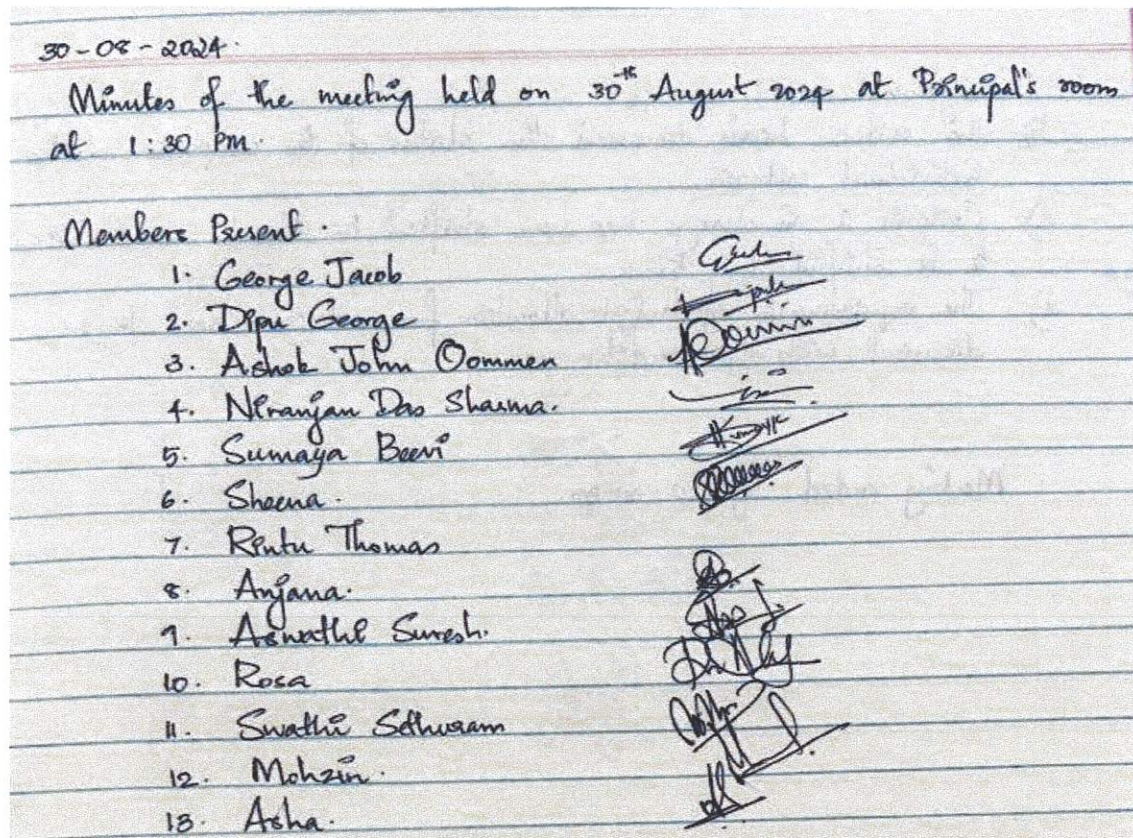 30-08-2024.
Minutes of the meeting held on 30th August 2024 at Principal's room
at 1:30 PM.
Members Present.
1. George Jacob
2. Dipu George
3. Ashok John Oommen
4. Niranjan Das Sharma.
5. Sumaya Beevi
6. Sheena.
7. Rintu Thomas
8. Anjana.
9. Aswathi Suresh.
10. Rosa
11. Swathi Sethuram
12. Mohzin.
13. Asha.